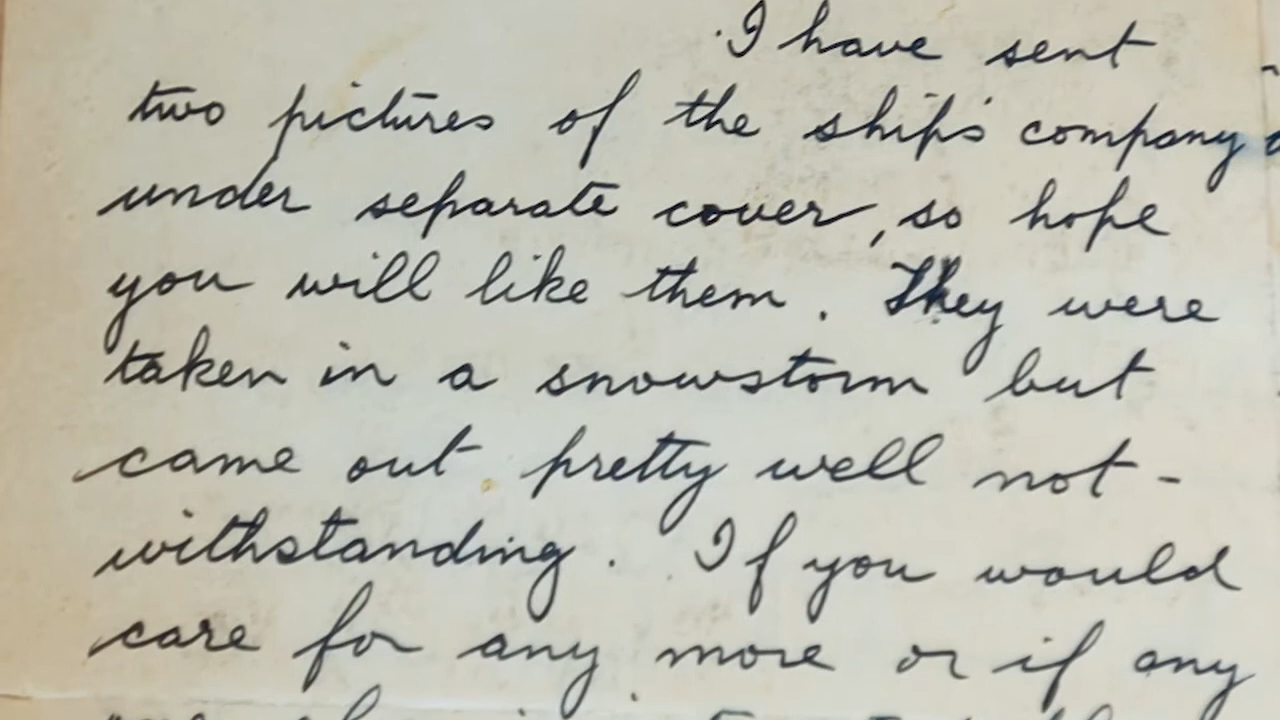 I have sent
two pictures of the ship's company
under separate cover, so hope
you will like them. They were
taken in a snowstorm but
came out pretty well not-
withstanding. If you would
care for any more or if any